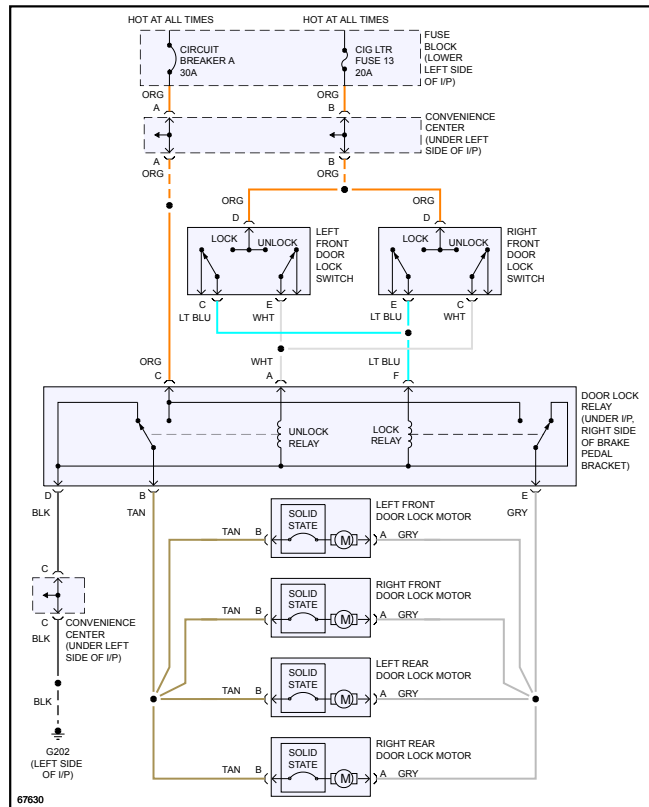 HOT AT ALL TIMES
HOT AT ALL TIMES
CIRCUIT
BREAKER A
30A
CIG LTR
FUSE 13
20A
FUSE
BLOCK
(LOWER
LEFT SIDE
OF I/P)
ORG
ORG
A
B
CONVENIENCE
CENTER
(UNDER LEFT
SIDE OF I/P)
A
B
ORG
ORG
ORG
ORG
D
D
LOCK
UNLOCK
LEFT
FRONT
DOOR
LOCK
SWITCH
LOCK
UNLOCK
RIGHT
FRONT
DOOR
LOCK
SWITCH
C
E
E
C
LT BLU
WHT
LT BLU
WHT
ORG
WHT
LT BLU
C
A
F
UNLOCK
RELAY
LOCK
RELAY
DOOR LOCK
RELAY
(UNDER I/P,
RIGHT SIDE
OF BRAKE
PEDAL
BRACKET)
D
B
E
BLK
TAN
GRY
LEFT FRONT
DOOR LOCK MOTOR
SOLID
STATE
M
TAN
B
A
GRY
RIGHT FRONT
DOOR LOCK MOTOR
SOLID
STATE
M
TAN
B
A
GRY
C
C
CONVENIENCE
CENTER
(UNDER LEFT
SIDE OF I/P)
BLK
LEFT REAR
DOOR LOCK MOTOR
SOLID
STATE
M
TAN
B
A
GRY
BLK
G202
(LEFT SIDE
OF I/P)
RIGHT REAR
DOOR LOCK MOTOR
SOLID
STATE
M
TAN
B
A
GRY
67630